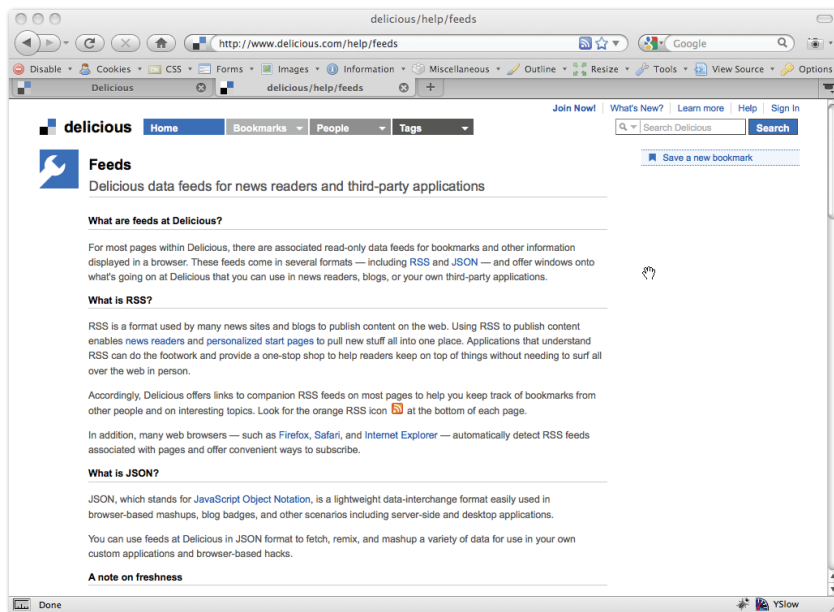 delicious/help/feeds
http://www.delicious.com/help/feeds
Google
Disable Cookies CSS Forms Images Information Miscellaneous Outline Resize Tools View Source Options
Delicious delicious/help/feeds
Join Now! What's New? Learn more Help Sign In
delicious Home Bookmarks People Tags Search Delicious Search
Save a new bookmark
Feeds
Delicious data feeds for news readers and third-party applications
What are feeds at Delicious?
For most pages within Delicious, there are associated read-only data feeds for bookmarks and other information
displayed in a browser. These feeds come in several formats — including RSS and JSON — and offer windows onto
what's going on at Delicious that you can use in news readers, blogs, or your own third-party applications.
What is RSS?
RSS is a format used by many news sites and blogs to publish content on the web. Using RSS to publish content
enables news readers and personalized start pages to pull new stuff all into one place. Applications that understand
RSS can do the footwork and provide a one-stop shop to help readers keep on top of things without needing to surf all
over the web in person.
Accordingly, Delicious offers links to companion RSS feeds on most pages to help you keep track of bookmarks from
other people and on interesting topics. Look for the orange RSS icon at the bottom of each page.
In addition, many web browsers — such as Firefox, Safari, and Internet Explorer — automatically detect RSS feeds
associated with pages and offer convenient ways to subscribe.
What is JSON?
JSON, which stands for JavaScript Object Notation, is a lightweight data-interchange format easily used in
browser-based mashups, blog badges, and other scenarios including server-side and desktop applications.
You can use feeds at Delicious in JSON format to fetch, remix, and mashup a variety of data for use in your own
custom applications and browser-based hacks.
A note on freshness
Done YSlow